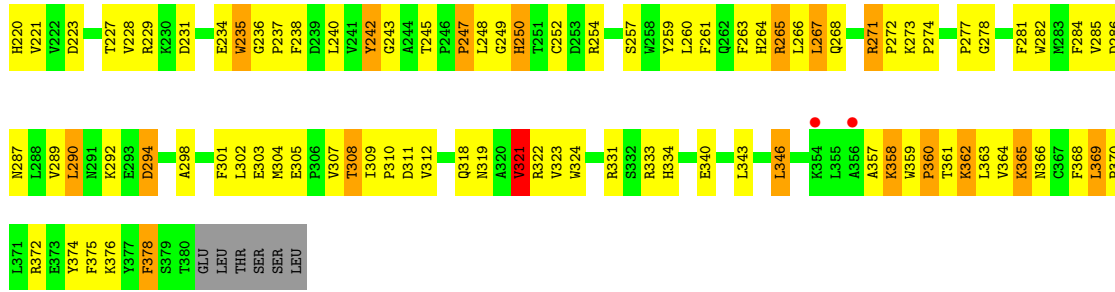 H220 V221 V222 D223 T227 V228 R229 K230 D231 E234 W235 G236 P237 F238 D239 L240 V241 Y242 G243 A244 T245 P246 P247 L248 G249 H250 T251 C252 D253 R254 S257 W258 Y259 L260 F261 Q262 F263 H264 R265 L266 L267 Q268 R271 P272 K273 P274 P277 G278 F281 W282 M283 F284 V285
N287 L288 V289 L290 N291 K292 E293 D294 A298 F301 L302 E303 M304 E305 P306 V307 T308 I309 P310 D311 V312 Q318 N319 A320 V321 R322 V323 W324 R331 S332 R333 H334 E340 L343 L346 K354 L355 A356 A357 K358 W359 P360 T361 K362 L363 V364 K365 N366 C367 F368 L369
L371 R372 E373 Y374 F375 K376 Y377 F378 S379 T380 GLU LEU THR SER SER LEU